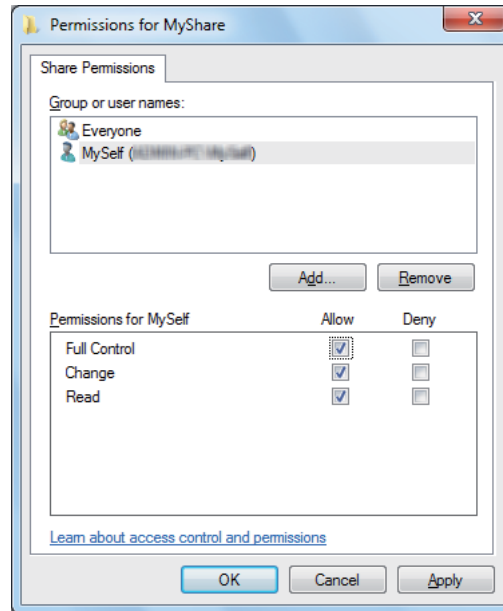 Permissions for MyShare
Share Permissions
Group or user names:
Everyone
MySelf (
Add... Remove
Permissions for MySelf Allow Deny
Full Control
Change
Read
Learn about access control and permissions
OK Cancel Apply